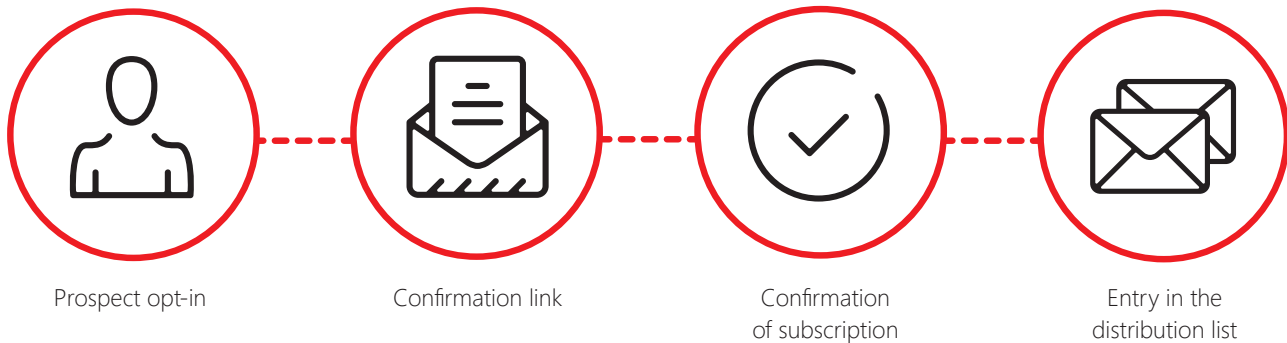 Prospect opt-in
Confirmation link
Confirmation
of subscription
Entry in the
distribution list